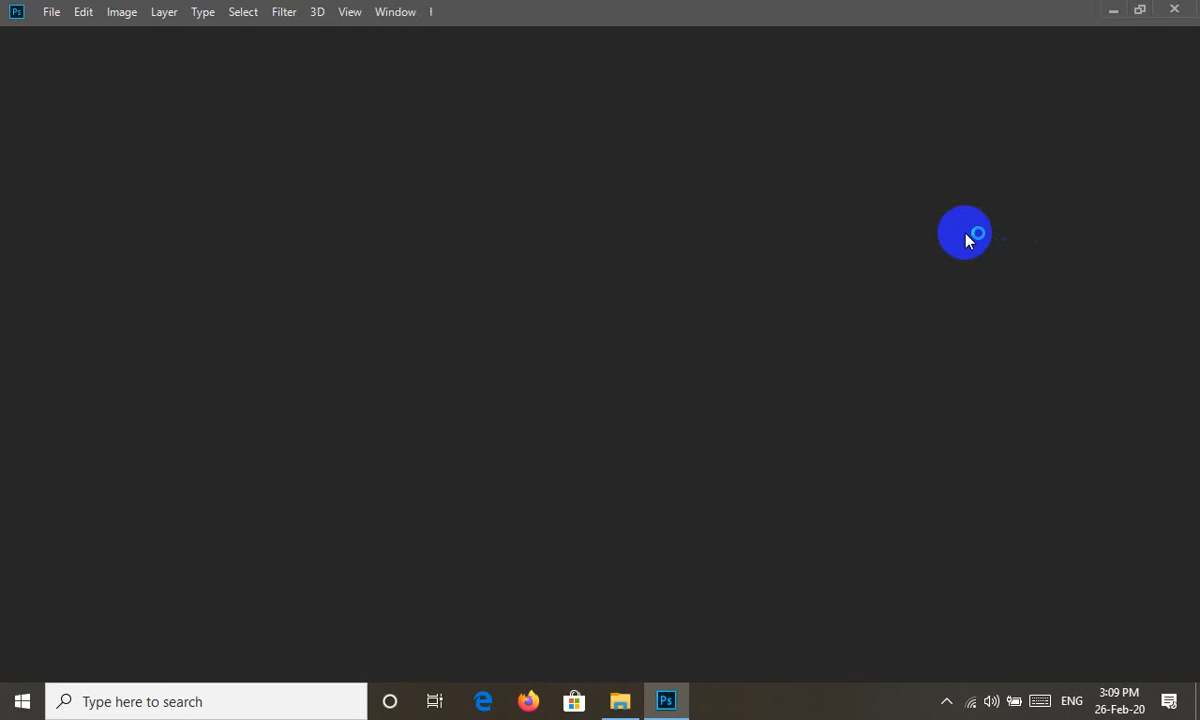 Ps File Edit Image Layer Type Select Filter 3D View Window
Type here to search
Ps
ENG
3:09 PM
26-Feb-20